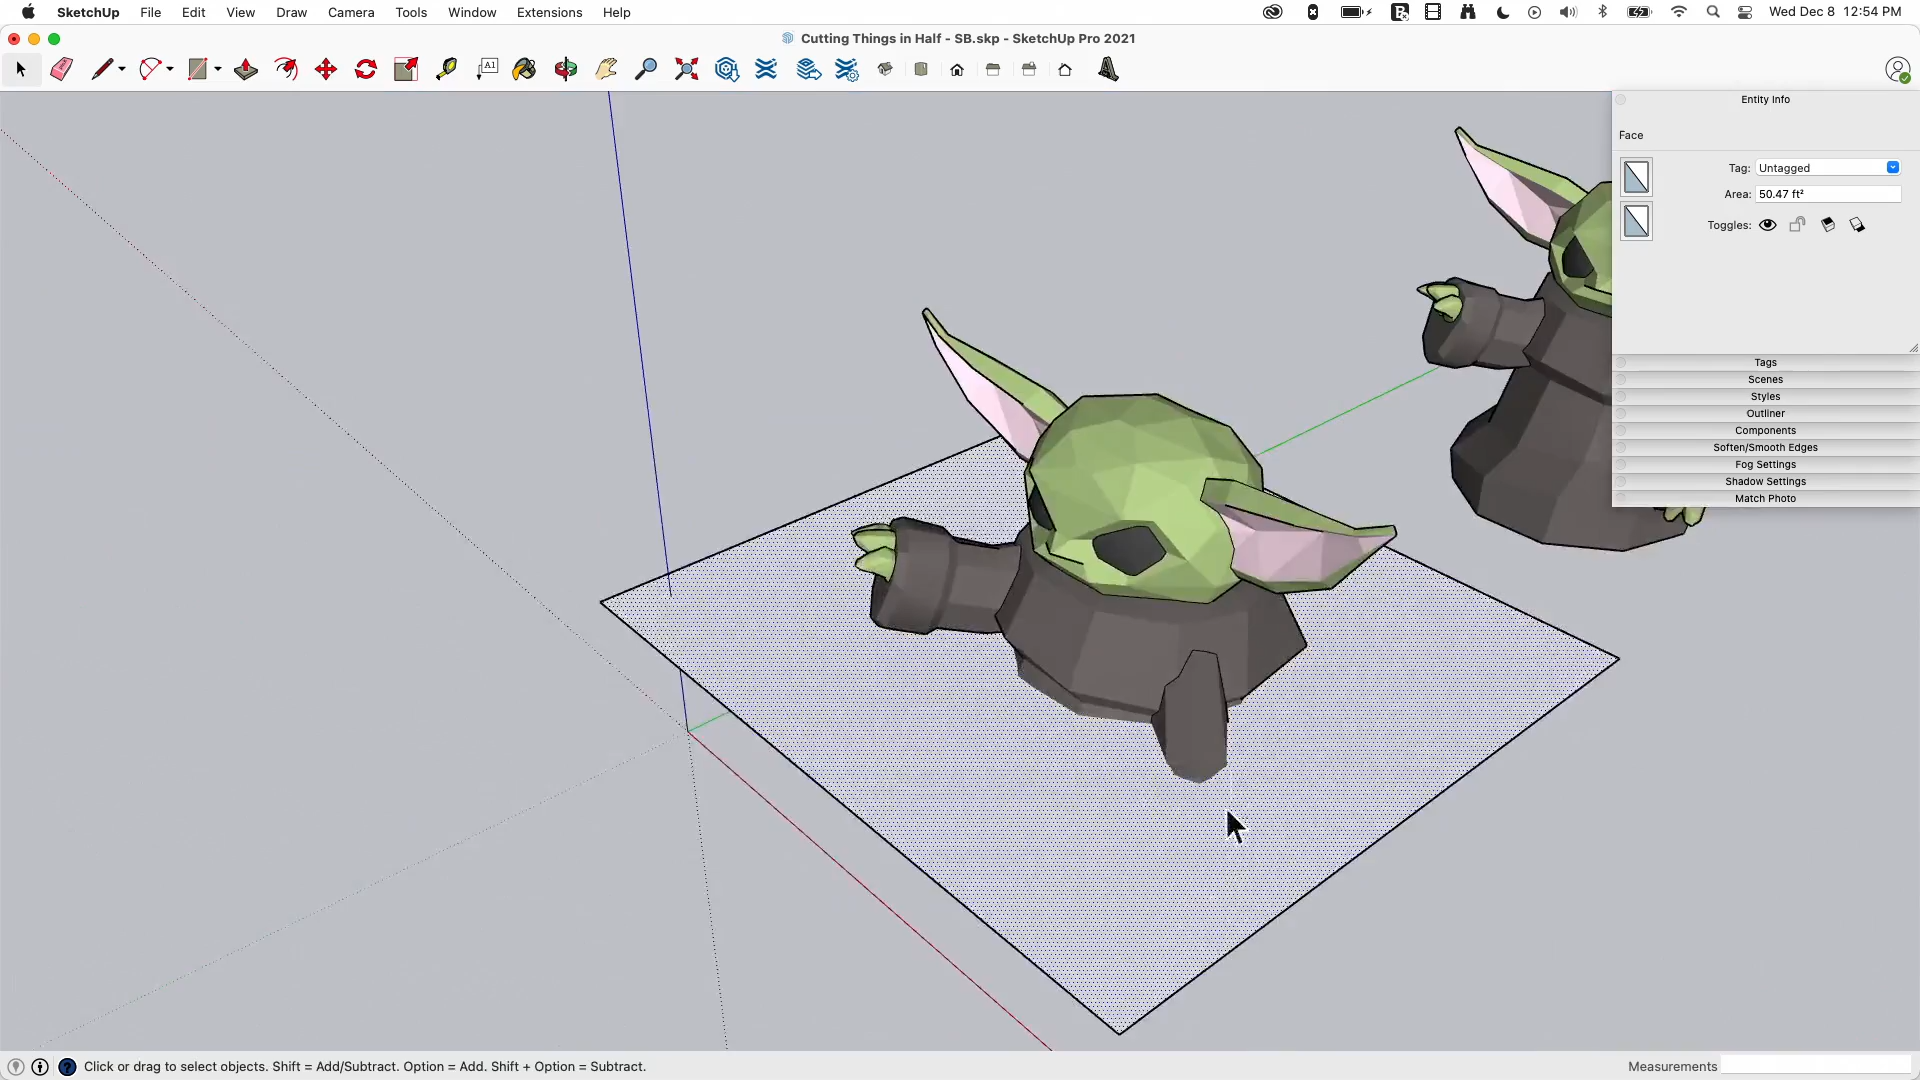 SketchUp File Edit View Draw Camera Tools Window Extensions Help Wed Dec 8 12:54 PM
Cutting Things in Half - SB.skp - SketchUp Pro 2021
A1
Entity Info
Face
Tag: Untagged
Area: 50.47 ft²
Toggles:
Tags
Scenes
Styles
Outliner
Components
Soften/Smooth Edges
Fog Settings
Shadow Settings
Match Photo
Click or drag to select objects. Shift = Add/Subtract. Option = Add. Shift + Option = Subtract. Measurements